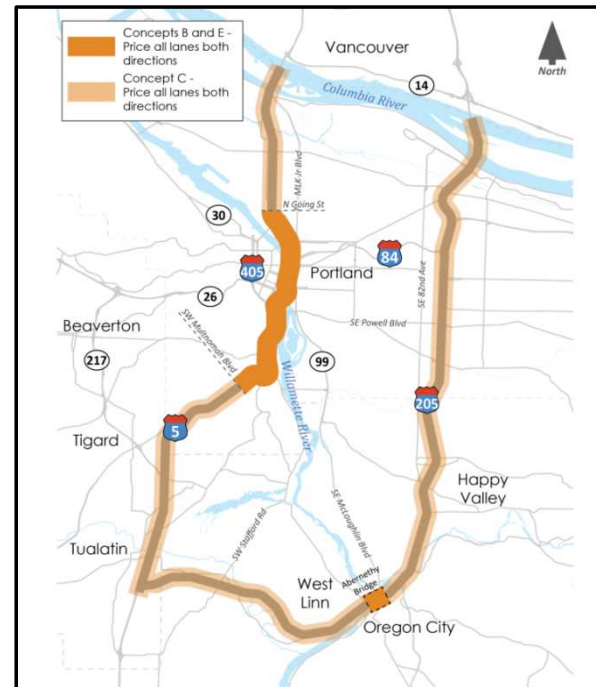 Concepts B and E -
Price all lanes both
directions
Concept C -
Price all lanes both
directions
Vancouver
North
14
Columbia River
MLK Jr Blvd
N Going St
30
405
84
Portland
SE 82nd Ave
26
Beaverton
SW Multnomah Blvd
SE Powell Blvd
217
99
Willamette River
205
5
Tigard
Happy
Valley
SE McLoughlin Blvd
SW Stafford Rd
Tualatin
Abernethy
Bridge
West
Linn
Oregon City